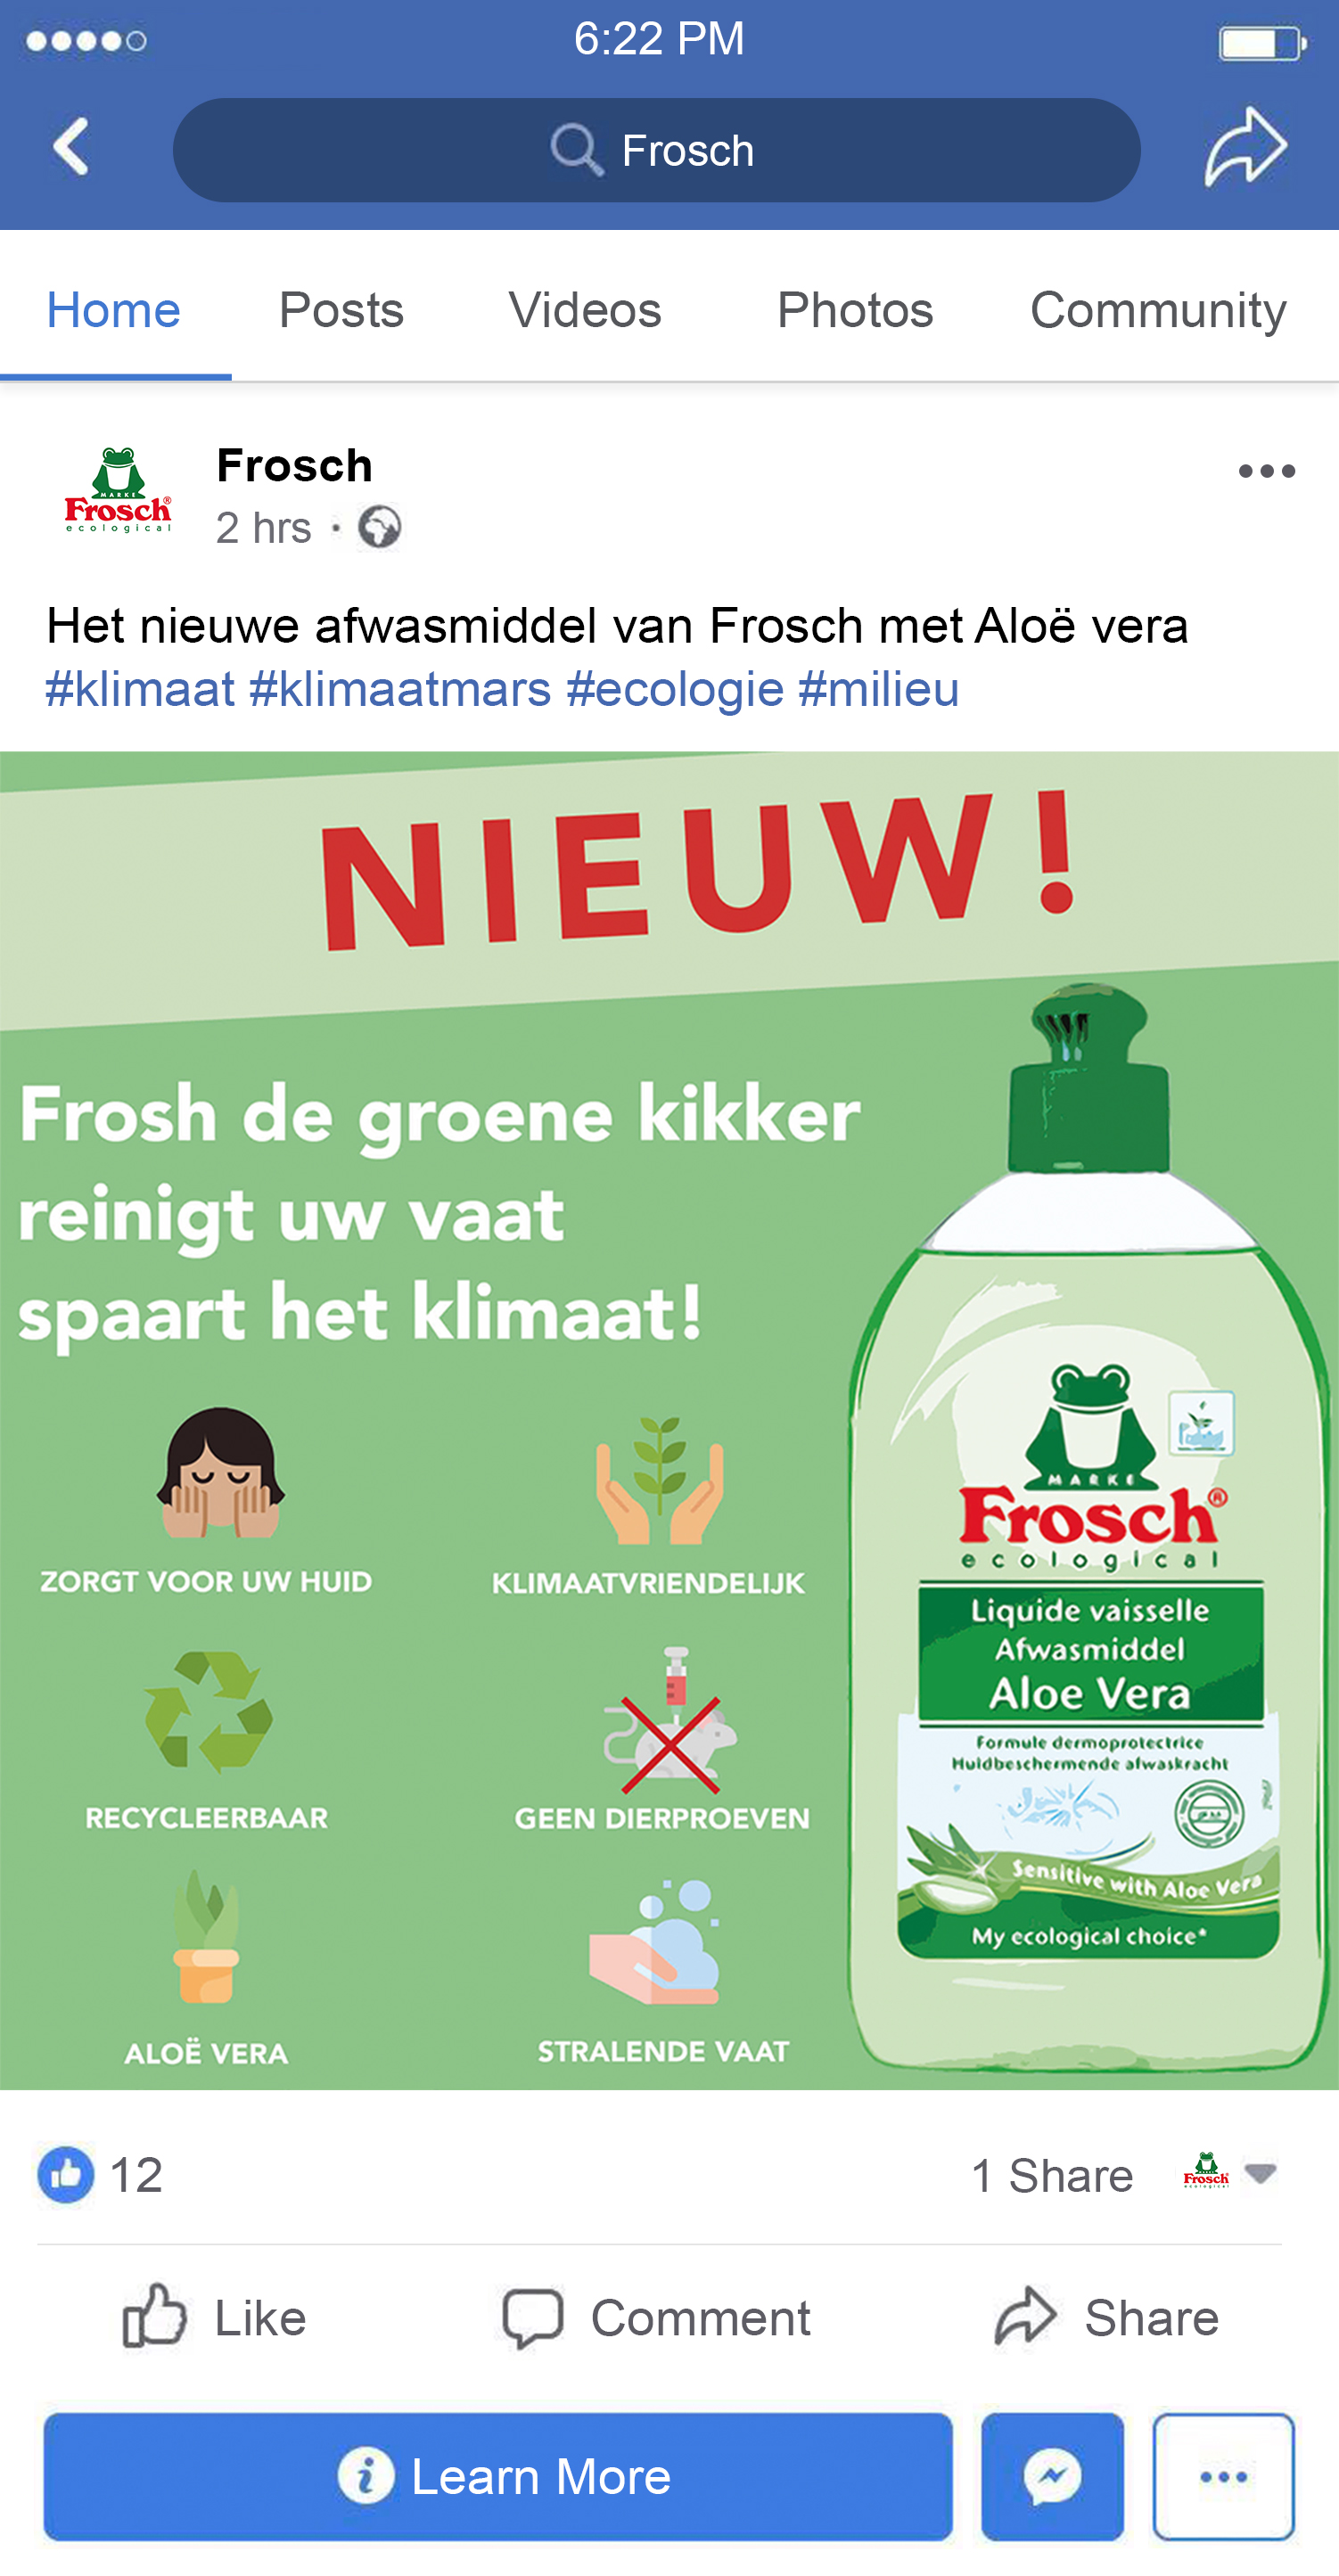 6:22 PM
Frosch
Home Posts Videos Photos Community
MARKE
Frosch®
ecological
Frosch
2 hrs ·
Het nieuwe afwasmiddel van Frosch met Aloë vera
#klimaat #klimaatmars #ecologie #milieu
NIEUW!
Frosh de groene kikker
reinigt uw vaat
spaart het klimaat!
ZORGT VOOR UW HUID
KLIMAATVRIENDELIJK
RECYCLEERBAAR
GEEN DIERPROEVEN
ALOË VERA
STRALENDE VAAT
MARKE
Frosch®
ecological
Liquide vaisselle
Afwasmiddel
Aloe Vera
Formule dermoprotectrice
Huidbeschermende afwaskracht
Sensitive with Aloe Vera
My ecological choice*
12
1 Share
Frosch
Like Comment Share
Learn More